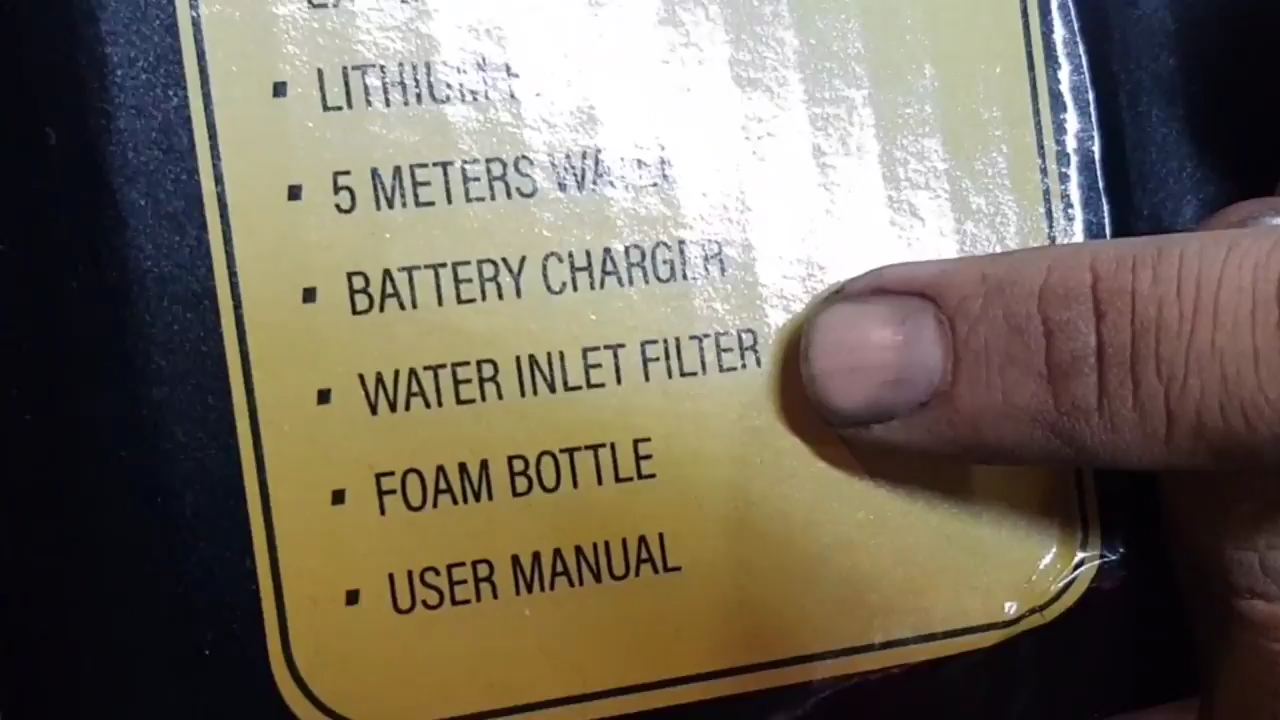 ▪ LITHIUM
▪ 5 METERS WATER
▪ BATTERY CHARGER
▪ WATER INLET FILTER
▪ FOAM BOTTLE
▪ USER MANUAL